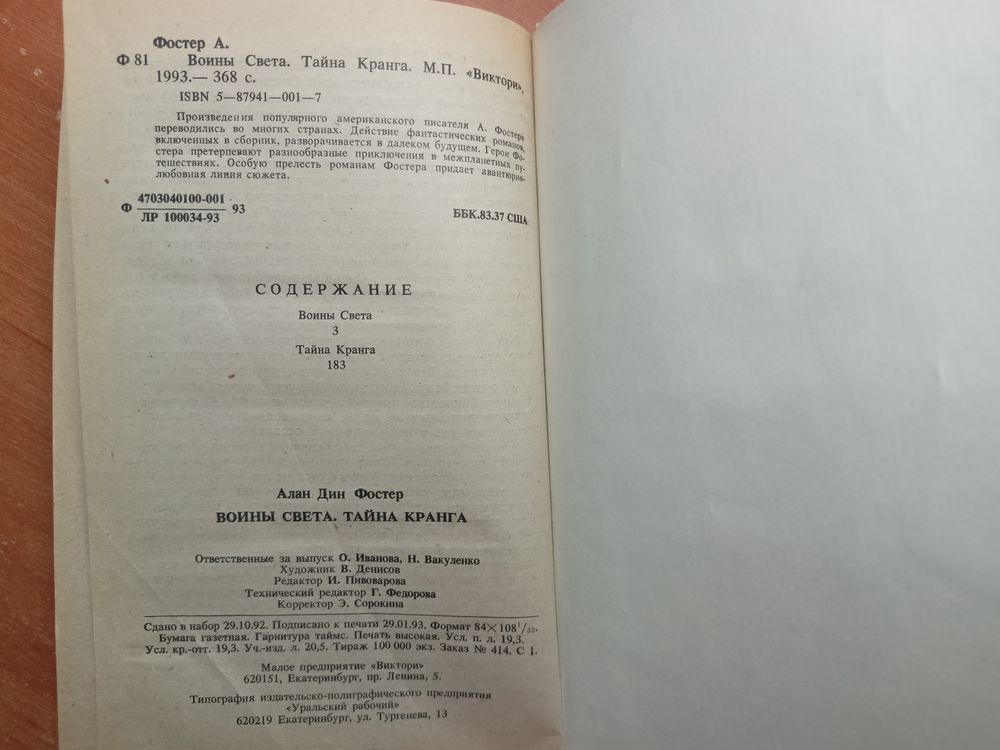 Фостер А.
Ф 81 Воины Света. Тайна Кранга. М.П. «Виктори»,
1993.— 368 с.
ISBN 5—87941—001—7
Произведения популярного американского писателя А. Фостера
переводились во многих странах. Действие фантастических романов,
включенных в сборник, разворачивается в далеком будущем. Герои Фо-
стера претерпевают разнообразные приключения в межпланетных пу-
тешествиях. Особую прелесть романам Фостера придает авантюрно-
любовная линия сюжета.
Ф 4703040100-001 93
ЛР 100034-93
ББК.83.37 США
СОДЕРЖАНИЕ
Воины Света
3
Тайна Кранга
183
Алан Дин Фостер
ВОИНЫ СВЕТА. ТАЙНА КРАНГА
Ответственные за выпуск О. Иванова, Н. Вакуленко
Художник В. Денисов
Редактор И. Пивоварова
Технический редактор Г. Федорова
Корректор Э. Сорокина
Сдано в набор 29.10.92. Подписано к печати 29.01.93. Формат 84×108¹/₃₂.
Бумага газетная. Гарнитура таймс. Печать высокая. Усл. п. л. 19,3.
Усл. кр.-отт. 19,3. Уч.-изд. л. 20,5. Тираж 100 000 экз. Заказ № 414. С 1.
Малое предприятие «Виктори»
620151, Екатеринбург, пр. Ленина, 5.
Типография издательско-полиграфического предприятия
«Уральский рабочий»
620219 Екатеринбург, ул. Тургенева, 13